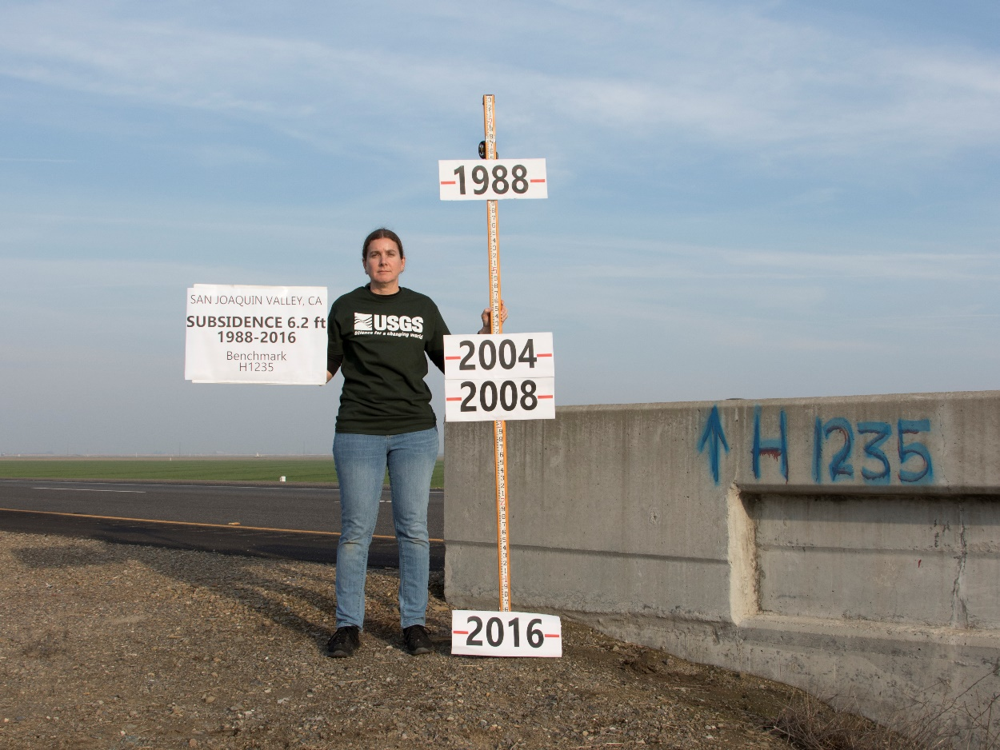 1988
SAN JOAQUIN VALLEY, CA
SUBSIDENCE 6.2 ft
1988-2016
Benchmark
H1235
USGS
science for a changing world
2004
2008
H 1235
2016